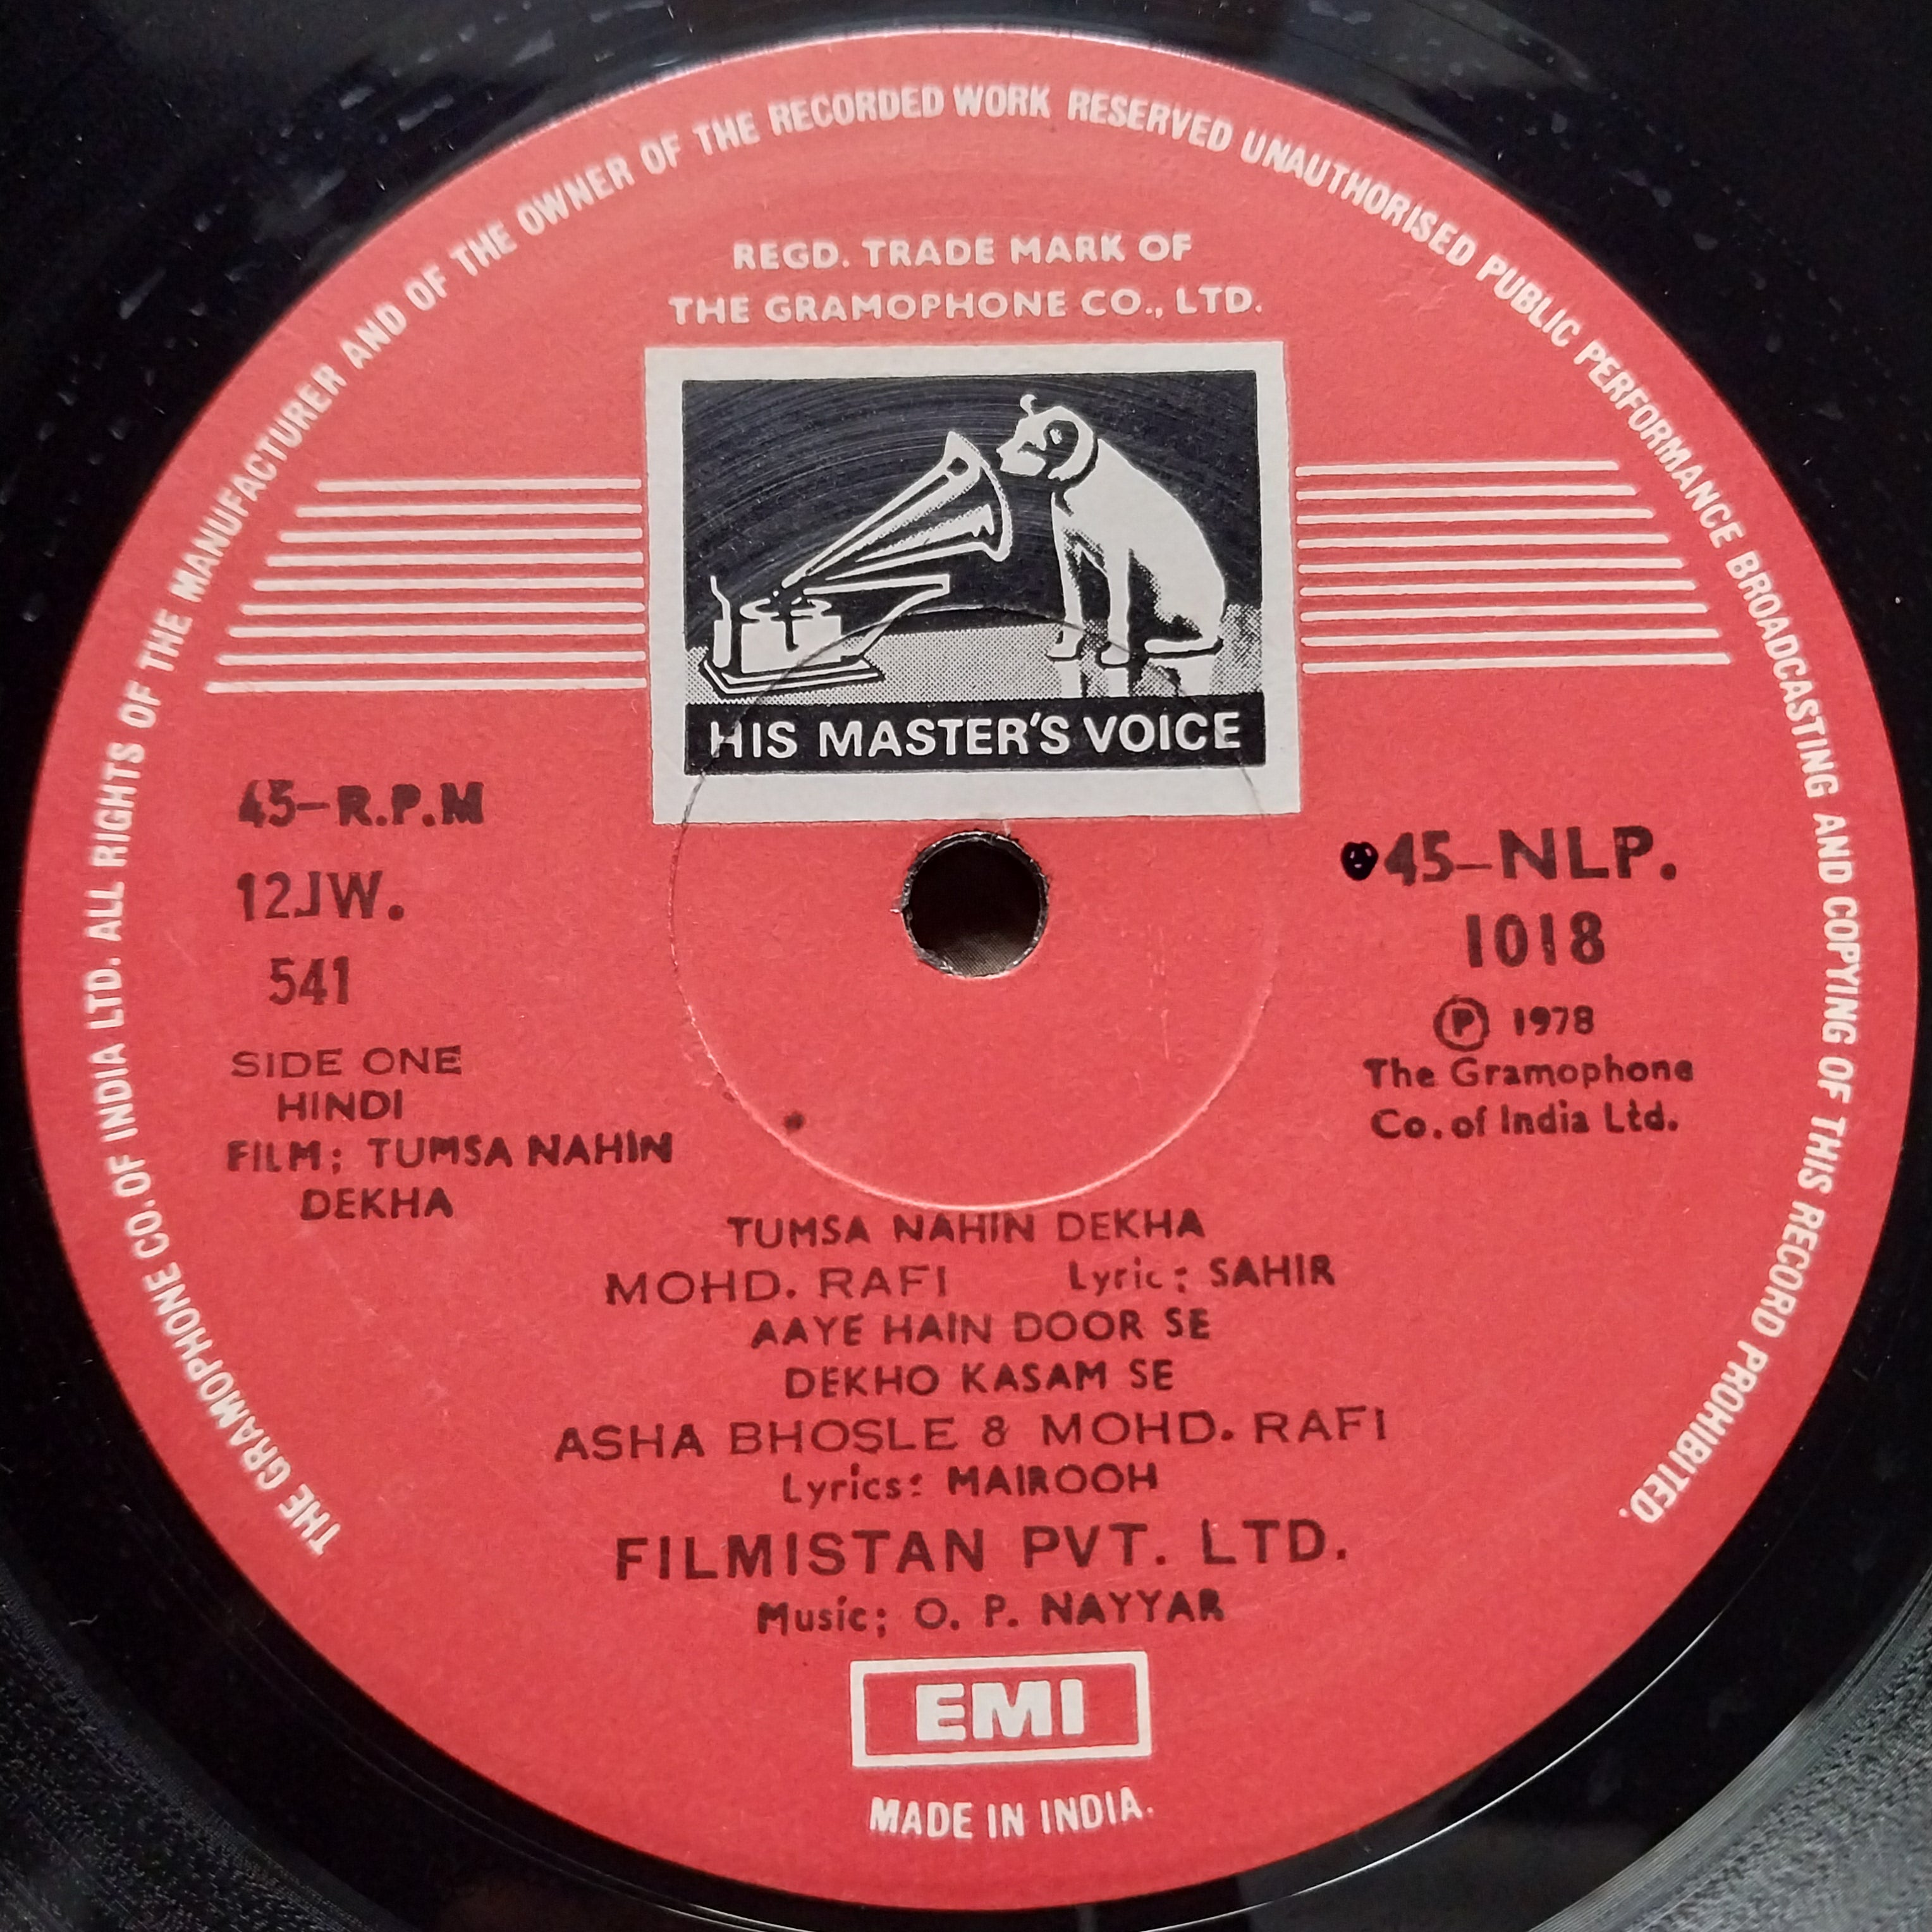 THE GRAMOPHONE CO. OF INDIA LTD. ALL RIGHTS OF THE MANUFACTURER AND OF THE OWNER OF THE RECORDED WORK RESERVED UNAUTHORISED PUBLIC PERFORMANCE BROADCASTING AND COPYING OF THIS RECORD PROHIBITED.
REGD. TRADE MARK OF
THE GRAMOPHONE CO., LTD.
HIS MASTER'S VOICE
45-R.P.M
12JW.
541
SIDE ONE
HINDI
FILM; TUMSA NAHIN
DEKHA
45-NLP.
1018
Ⓟ 1978
The Gramophone
Co. of India Ltd.
TUMSA NAHIN DEKHA
MOHD. RAFI Lyric: SAHIR
AAYE HAIN DOOR SE
DEKHO KASAM SE
ASHA BHOSLE & MOHD. RAFI
Lyrics: MAIROOH
FILMISTAN PVT. LTD.
Music; O. P. NAYYAR
EMI
MADE IN INDIA.